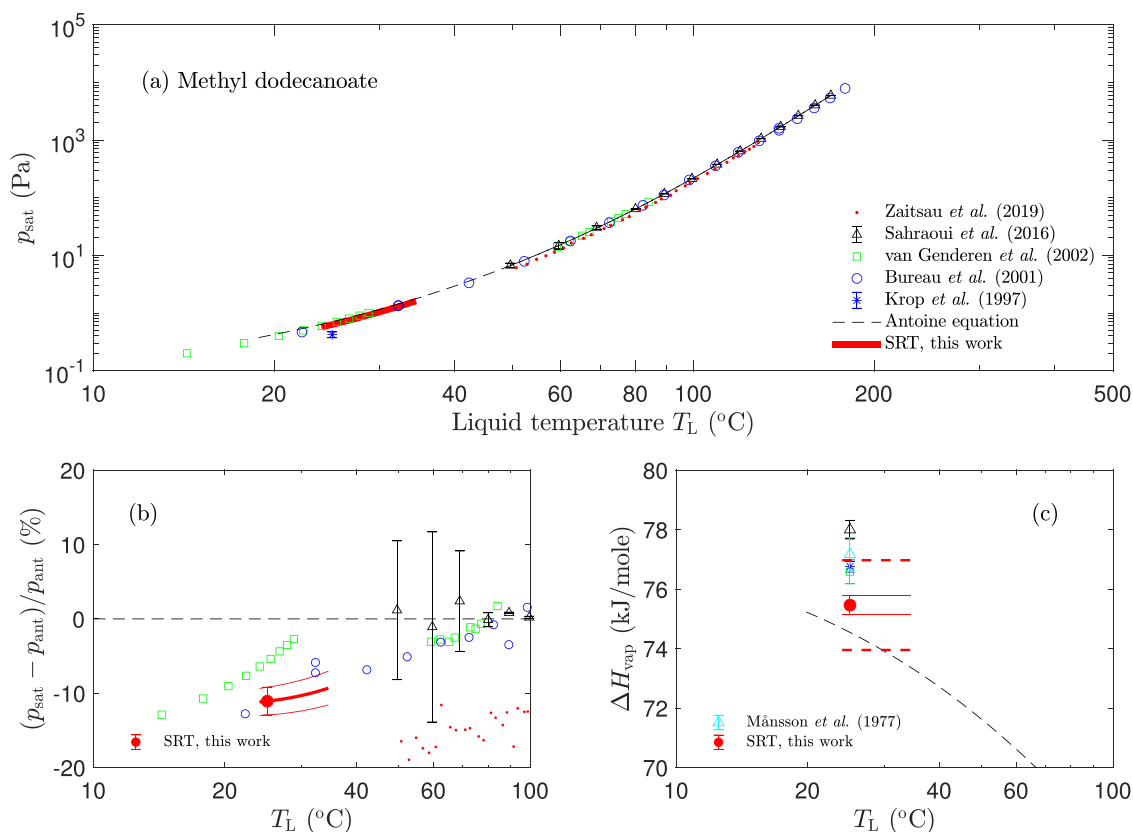 10^5
(a) Methyl dodecanoate
10^3
p_sat (Pa)
Zaitsau et al. (2019)
Sahraoui et al. (2016)
van Genderen et al. (2002)
10^1
Bureau et al. (2001)
Krop et al. (1997)
Antoine equation
SRT, this work
10^-1
10 20 40 60 80 100 200 500
Liquid temperature T_L (°C)
20
(b)
10
(p_sat − p_ant)/p_ant (%)
0
-10
SRT, this work
-20
10 20 40 60 100
T_L (°C)
80
(c)
78
76
ΔH_vap (kJ/mole)
74
72
Månsson et al. (1977)
SRT, this work
70
10 20 40 60 100
T_L (°C)